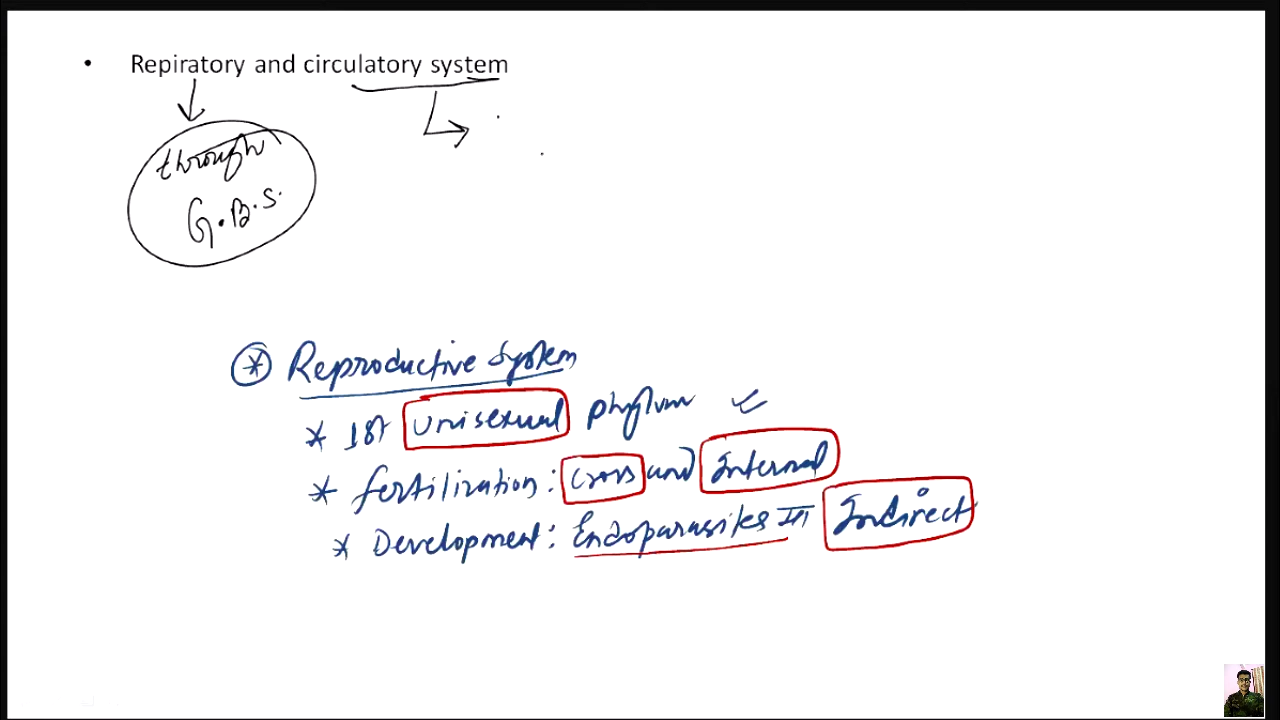 • Repiratory and circulatory system
through
G.B.S.
* Reproductive System
* 1st unisexual phylum
* fertilization: Cross and Internal
* Development: Endoparasites Indirect